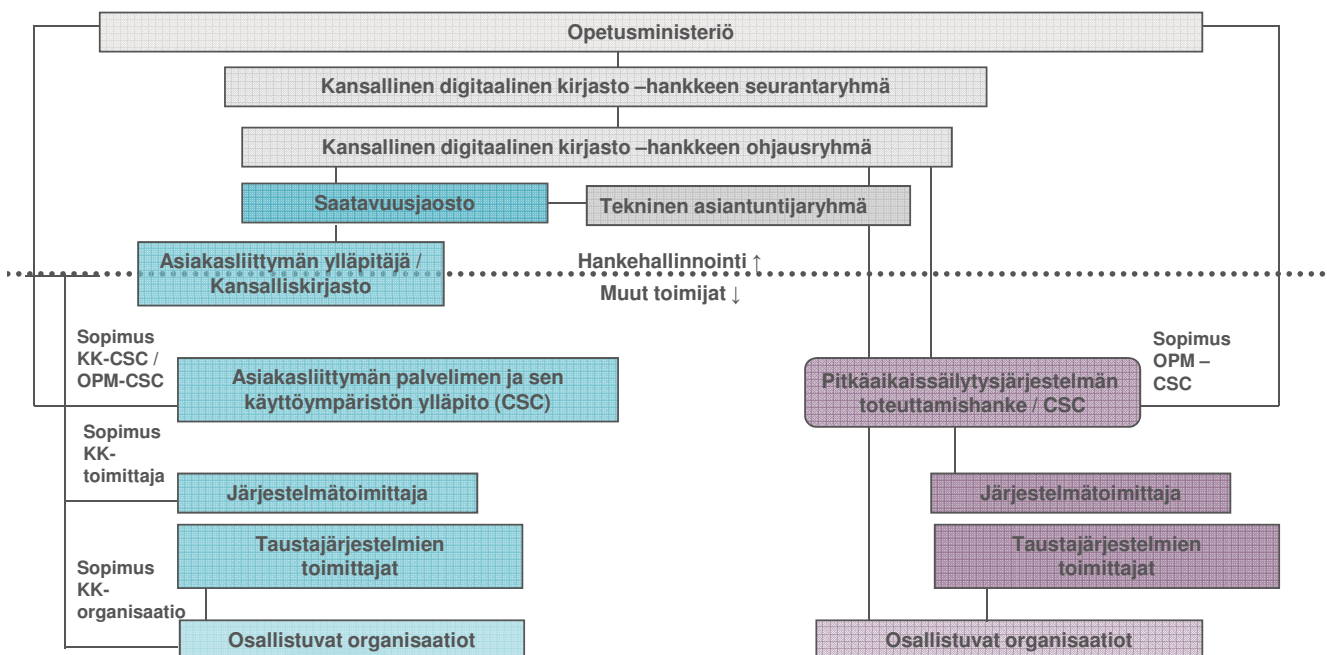 Opetusministeriö
Kansallinen digitaalinen kirjasto –hankkeen seurantaryhmä
Kansallinen digitaalinen kirjasto –hankkeen ohjausryhmä
Saatavuusjaosto
Tekninen asiantuntijaryhmä
Asiakasliittymän ylläpitäjä /
Kansalliskirjasto
Hankehallinnointi ↑
Muut toimijat ↓
Sopimus
KK-CSC /
OPM-CSC
Asiakasliittymän palvelimen ja sen
käyttöympäristön ylläpito (CSC)
Pitkäaikaissäilytysjärjestelmän
toteuttamishanke / CSC
Sopimus
OPM –
CSC
Sopimus
KK-
toimittaja
Järjestelmätoimittaja
Järjestelmätoimittaja
Taustajärjestelmien
toimittajat
Taustajärjestelmien
toimittajat
Sopimus
KK-
organisaatio
Osallistuvat organisaatiot
Osallistuvat organisaatiot